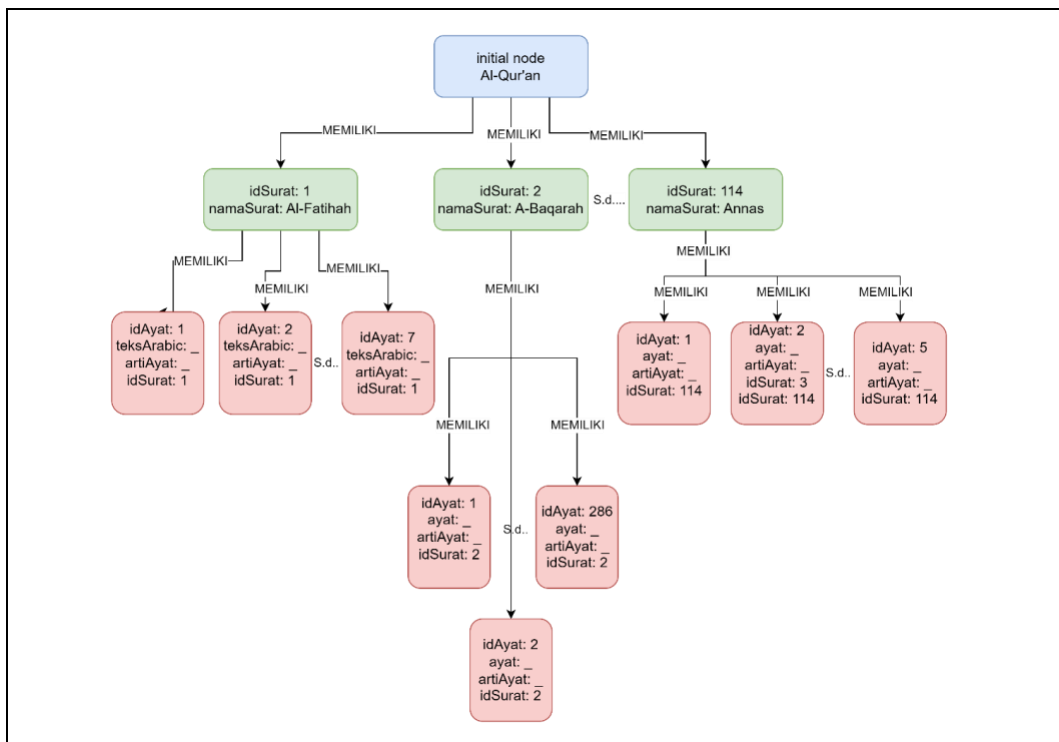 initial node
Al-Qur'an
MEMILIKI
MEMILIKI
MEMILIKI
idSurat: 1
namaSurat: Al-Fatihah
idSurat: 2
namaSurat: A-Baqarah
S.d....
idSurat: 114
namaSurat: Annas
MEMILIKI
MEMILIKI
MEMILIKI
MEMILIKI
MEMILIKI
MEMILIKI
MEMILIKI
MEMILIKI
idAyat: 1
teksArabic: _
artiAyat: _
idSurat: 1
idAyat: 2
teksArabic: _
artiAyat: _
idSurat: 1
S.d..
idAyat: 7
teksArabic: _
artiAyat: _
idSurat: 1
idAyat: 1
ayat: _
artiAyat: _
idSurat: 114
idAyat: 2
ayat: _
artiAyat: _
idSurat: 3
idSurat: 114
S.d..
idAyat: 5
ayat: _
artiAyat: _
idSurat: 114
MEMILIKI
MEMILIKI
idAyat: 1
ayat: _
artiAyat: _
idSurat: 2
S.d..
idAyat: 286
ayat: _
artiAyat: _
idSurat: 2
idAyat: 2
ayat: _
artiAyat: _
idSurat: 2